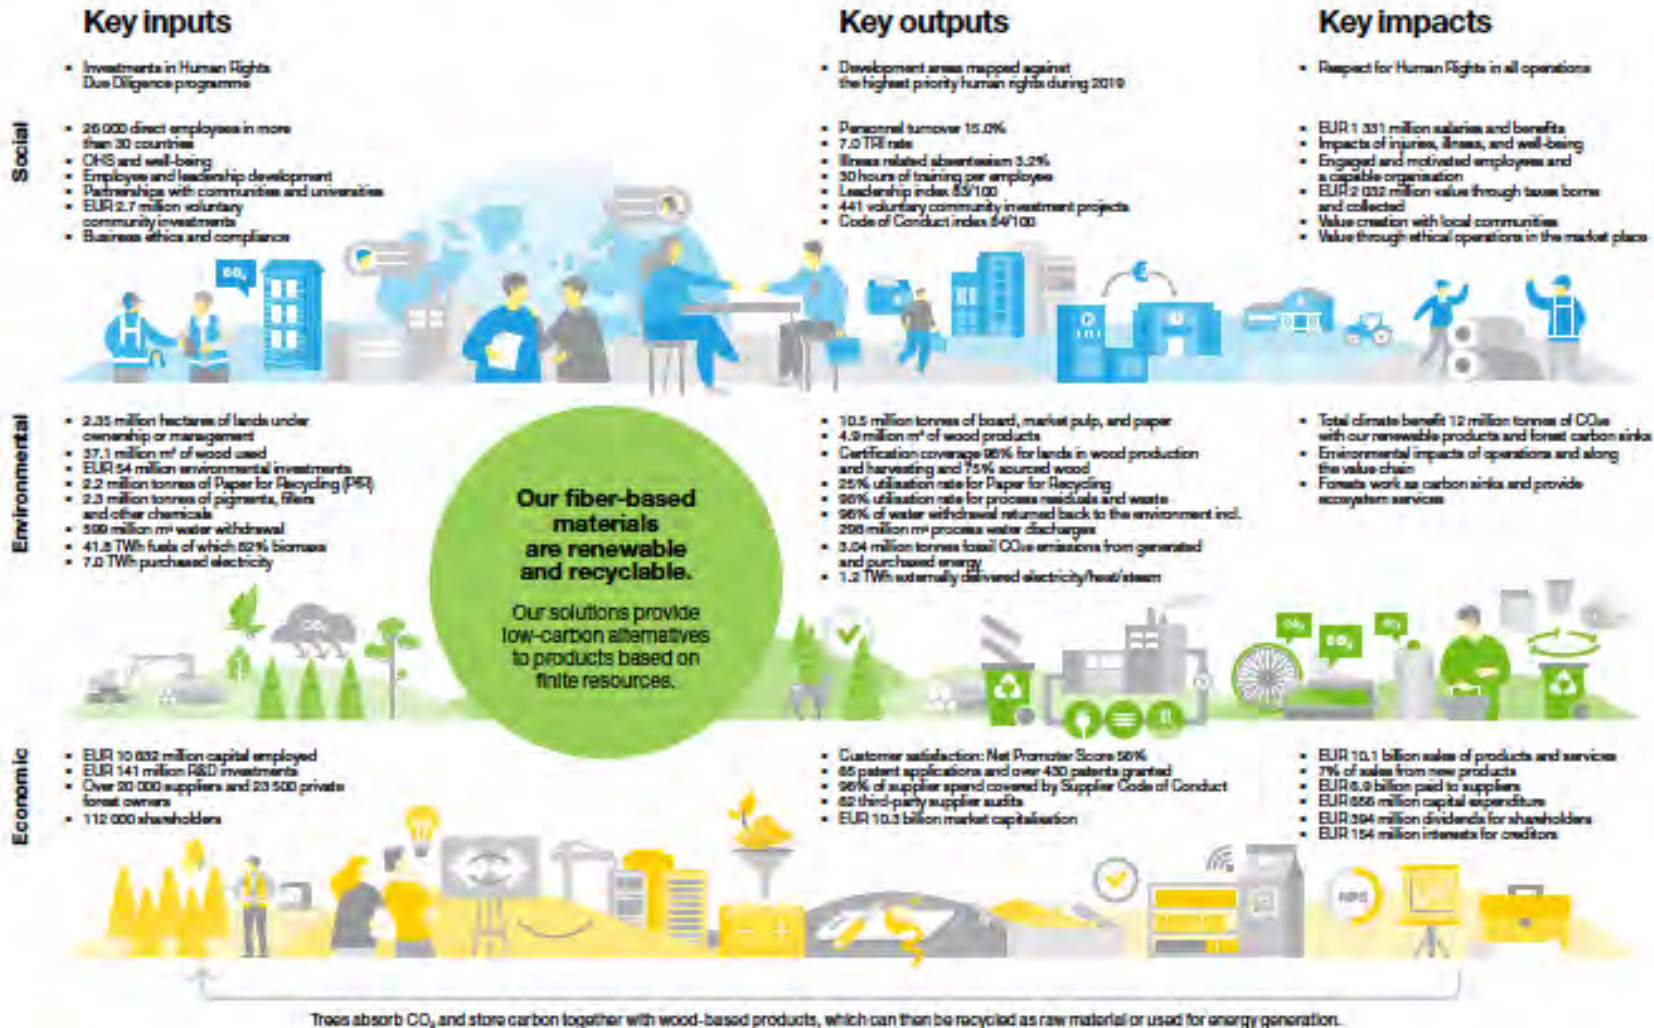 Key inputs
Key outputs
Key impacts
Social
• Investments in Human Rights
Due Diligence programme
• 26 000 direct employees in more
than 30 countries
• OHS and well-being
• Employee and leadership development
• Partnerships with communities and universities
• EUR 2.7 million voluntary
community investments
• Business ethics and compliance
• Development areas mapped against
the highest priority human rights during 2019
• Personnel turnover 15.0%
• 7.0 TRI rate
• Illness related absenteeism 3.2%
• 30 hours of training per employee
• Leadership index 83/100
• 441 voluntary community investment projects
• Code of Conduct index 84/100
• Respect for Human Rights in all operations
• EUR 1 331 million salaries and benefits
• Impacts of injuries, illness, and well-being
• Engaged and motivated employees and
a capable organisation
• EUR 2 032 million value through taxes borne
and collected
• Value creation with local communities
• Value through ethical operations in the market place
CO₂
Environmental
• 2.35 million hectares of lands under
ownership or management
• 37.1 million m³ of wood used
• EUR 54 million environmental investments
• 2.2 million tonnes of Paper for Recycling (PfR)
• 2.3 million tonnes of pigments, fillers
and other chemicals
• 599 million m³ water withdrawal
• 41.8 TWh fuels of which 82% biomass
• 7.0 TWh purchased electricity
Our fiber-based
materials
are renewable
and recyclable.
Our solutions provide
low-carbon alternatives
to products based on
finite resources.
• 10.5 million tonnes of board, market pulp, and paper
• 4.9 million m³ of wood products
• Certification coverage 96% for lands in wood production
and harvesting and 75% sourced wood
• 25% utilisation rate for Paper for Recycling
• 98% utilisation rate for process residuals and waste
• 96% of water withdrawal returned back to the environment incl.
298 million m³ process water discharges
• 3.04 million tonnes fossil CO₂e emissions from generated
and purchased energy
• 1.2 TWh externally delivered electricity/heat/steam
• Total climate benefit 12 million tonnes of CO₂e
with our renewable products and forest carbon sinks
• Environmental impacts of operations and along
the value chain
• Forests work as carbon sinks and provide
ecosystem services
CO₂
CO₂
CO₂
Economic
• EUR 10 632 million capital employed
• EUR 141 million R&D investments
• Over 20 000 suppliers and 23 500 private
forest owners
• 112 000 shareholders
• Customer satisfaction: Net Promoter Score 56%
• 65 patent applications and over 430 patents granted
• 96% of supplier spend covered by Supplier Code of Conduct
• 62 third-party supplier audits
• EUR 10.3 billion market capitalisation
• EUR 10.1 billion sales of products and services
• 7% of sales from new products
• EUR 6.9 billion paid to suppliers
• EUR 656 million capital expenditure
• EUR 394 million dividends for shareholders
• EUR 154 million interests for creditors
NPS
Trees absorb CO₂ and store carbon together with wood-based products, which can then be recycled as raw material or used for energy generation.